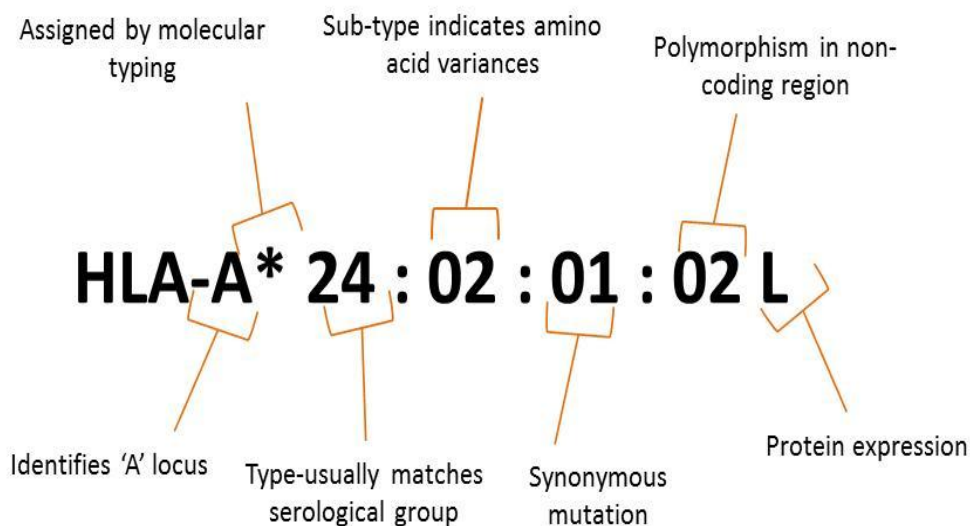 Assigned by molecular
typing
Sub-type indicates amino
acid variances
Polymorphism in non-
coding region
HLA-A* 24 : 02 : 01 : 02 L
Identifies ‘A’ locus
Type-usually matches
serological group
Synonymous
mutation
Protein expression